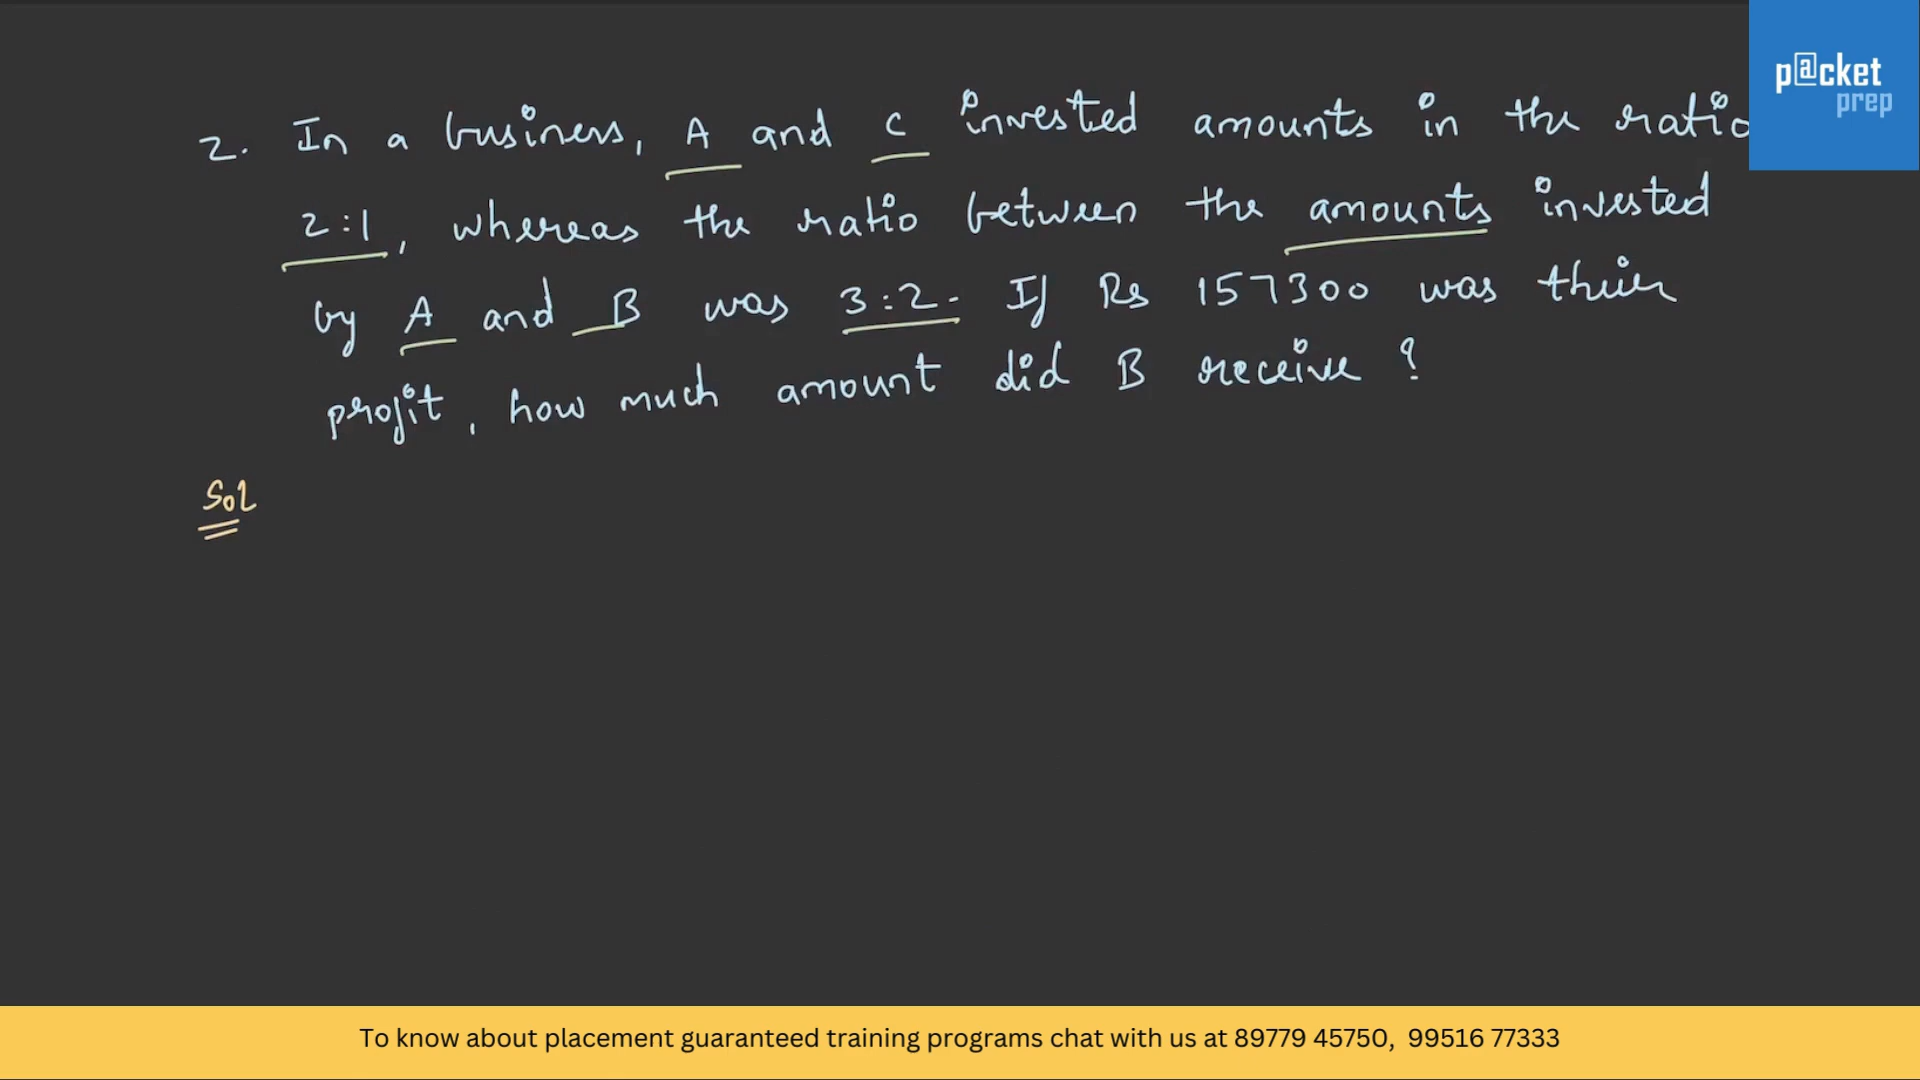 p@cket
prep
2. In a business, A and C invested amounts in the ratio
2:1, whereas the ratio between the amounts invested
by A and B was 3:2. If Rs 157300 was their
profit, how much amount did B receive ?
Sol
To know about placement guaranteed training programs chat with us at 89779 45750, 99516 77333